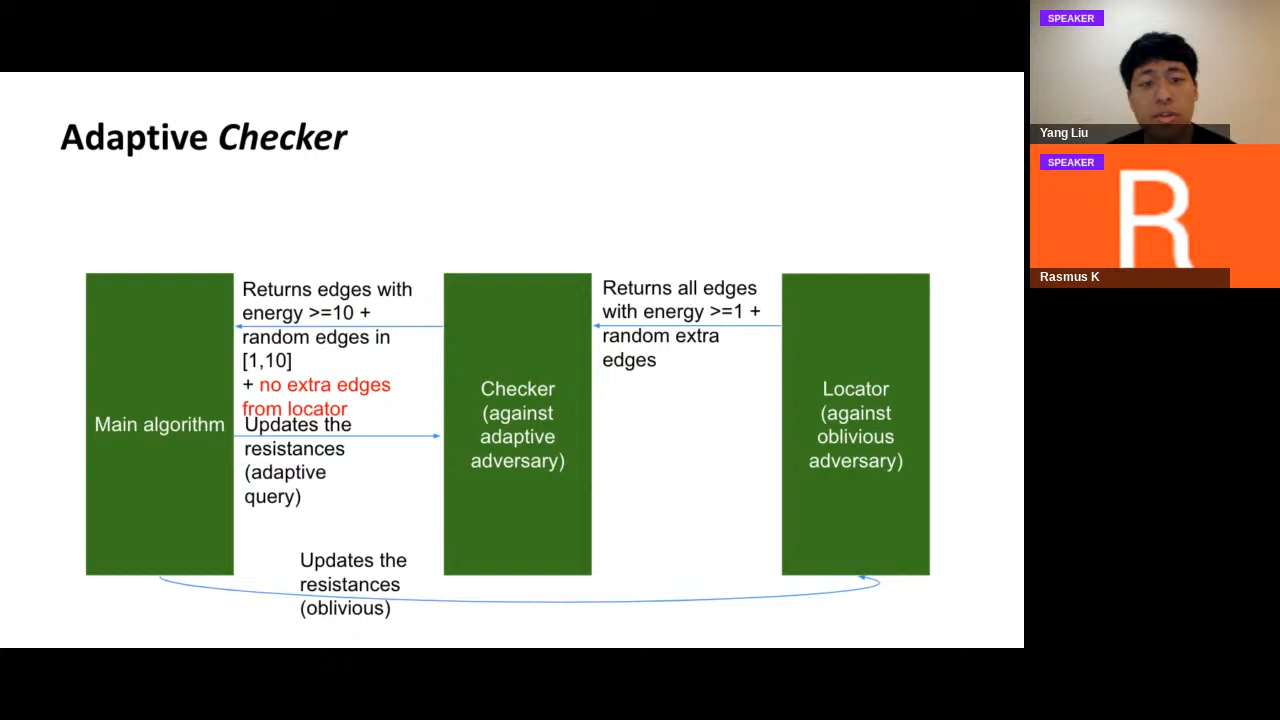 Adaptive Checker
Main algorithm
Returns edges with
energy >=10 +
random edges in
[1,10]
+ no extra edges
from locator
Updates the
resistances
(adaptive
query)
Checker
(against
adaptive
adversary)
Returns all edges
with energy >=1 +
random extra
edges
Locator
(against
oblivious
adversary)
Updates the
resistances
(oblivious)
SPEAKER
Yang Liu
SPEAKER
R
Rasmus K